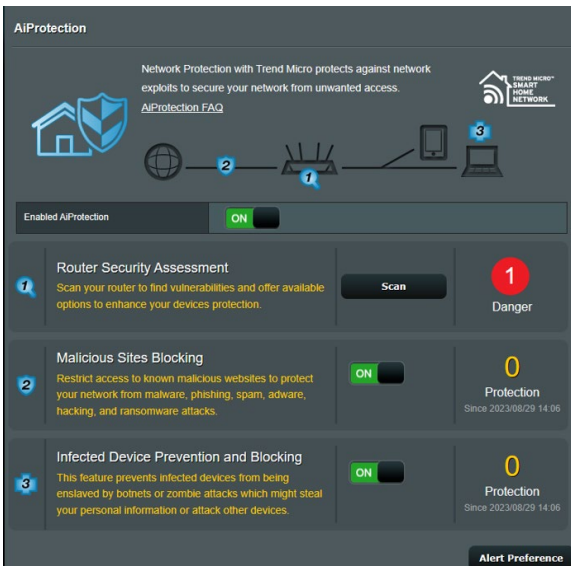 AiProtection
Network Protection with Trend Micro protects against network
exploits to secure your network from unwanted access.
AiProtection FAQ
TREND MICRO™
SMART
HOME
NETWORK
3
2
1
Enabled AiProtection
ON
1
Router Security Assessment
Scan your router to find vulnerabilities and offer available
options to enhance your devices protection.
Scan
1
Danger
2
Malicious Sites Blocking
Restrict access to known malicious websites to protect
your network from malware, phishing, spam, adware,
hacking, and ransomware attacks.
ON
0
Protection
Since 2023/08/29 14:06
3
Infected Device Prevention and Blocking
This feature prevents infected devices from being
enslaved by botnets or zombie attacks which might steal
your personal information or attack other devices.
ON
0
Protection
Since 2023/08/29 14:06
Alert Preference